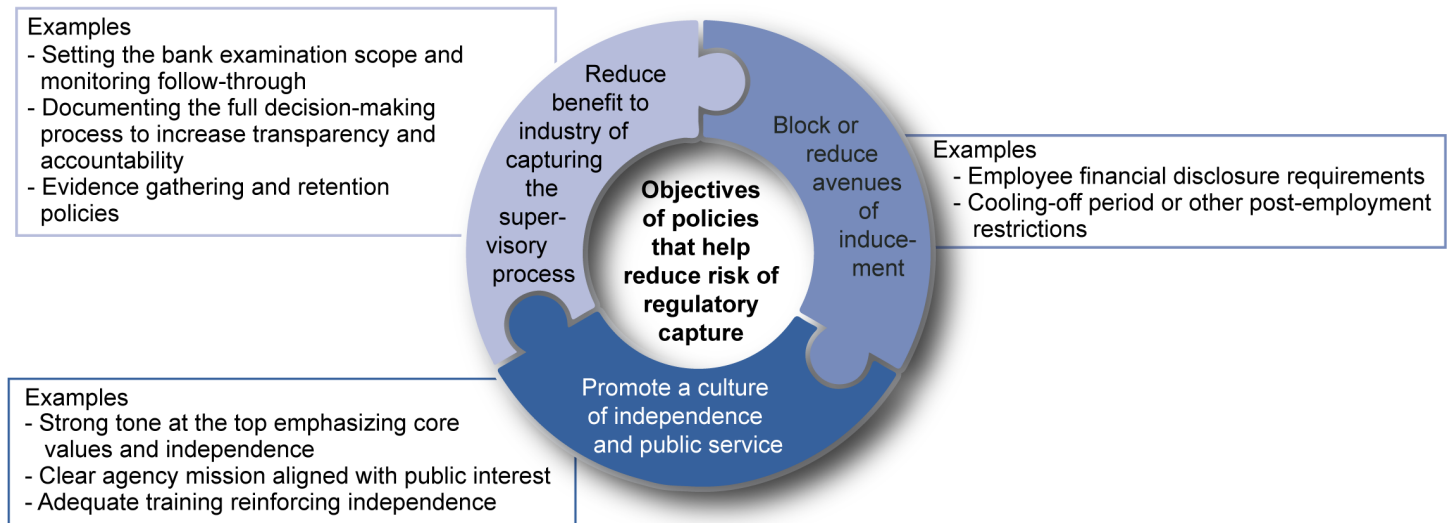 Examples
- Setting the bank examination scope and
monitoring follow-through
- Documenting the full decision-making
process to increase transparency and
accountability
- Evidence gathering and retention
policies
Reduce
benefit to
industry of
capturing
the
super-
visory
process
Block or
reduce
avenues
of
induce-
ment
Examples
- Employee financial disclosure requirements
- Cooling-off period or other post-employment
restrictions
Objectives
of policies
that help
reduce risk of
regulatory
capture
Promote a culture
of independence
and public service
Examples
- Strong tone at the top emphasizing core
values and independence
- Clear agency mission aligned with public interest
- Adequate training reinforcing independence